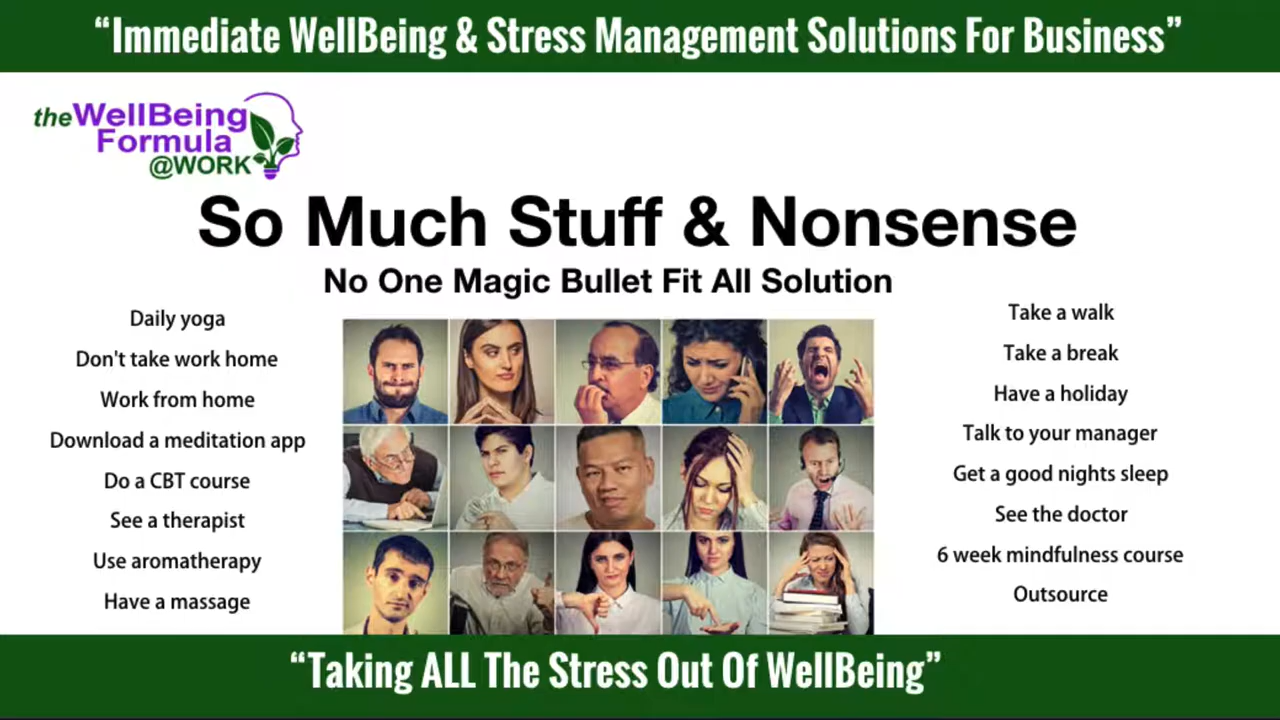 “Immediate WellBeing & Stress Management Solutions For Business”
theWellBeing
Formula
@WORK
So Much Stuff & Nonsense
No One Magic Bullet Fit All Solution
Daily yoga
Don't take work home
Work from home
Download a meditation app
Do a CBT course
See a therapist
Use aromatherapy
Have a massage
Take a walk
Take a break
Have a holiday
Talk to your manager
Get a good nights sleep
See the doctor
6 week mindfulness course
Outsource
“Taking ALL The Stress Out Of WellBeing”